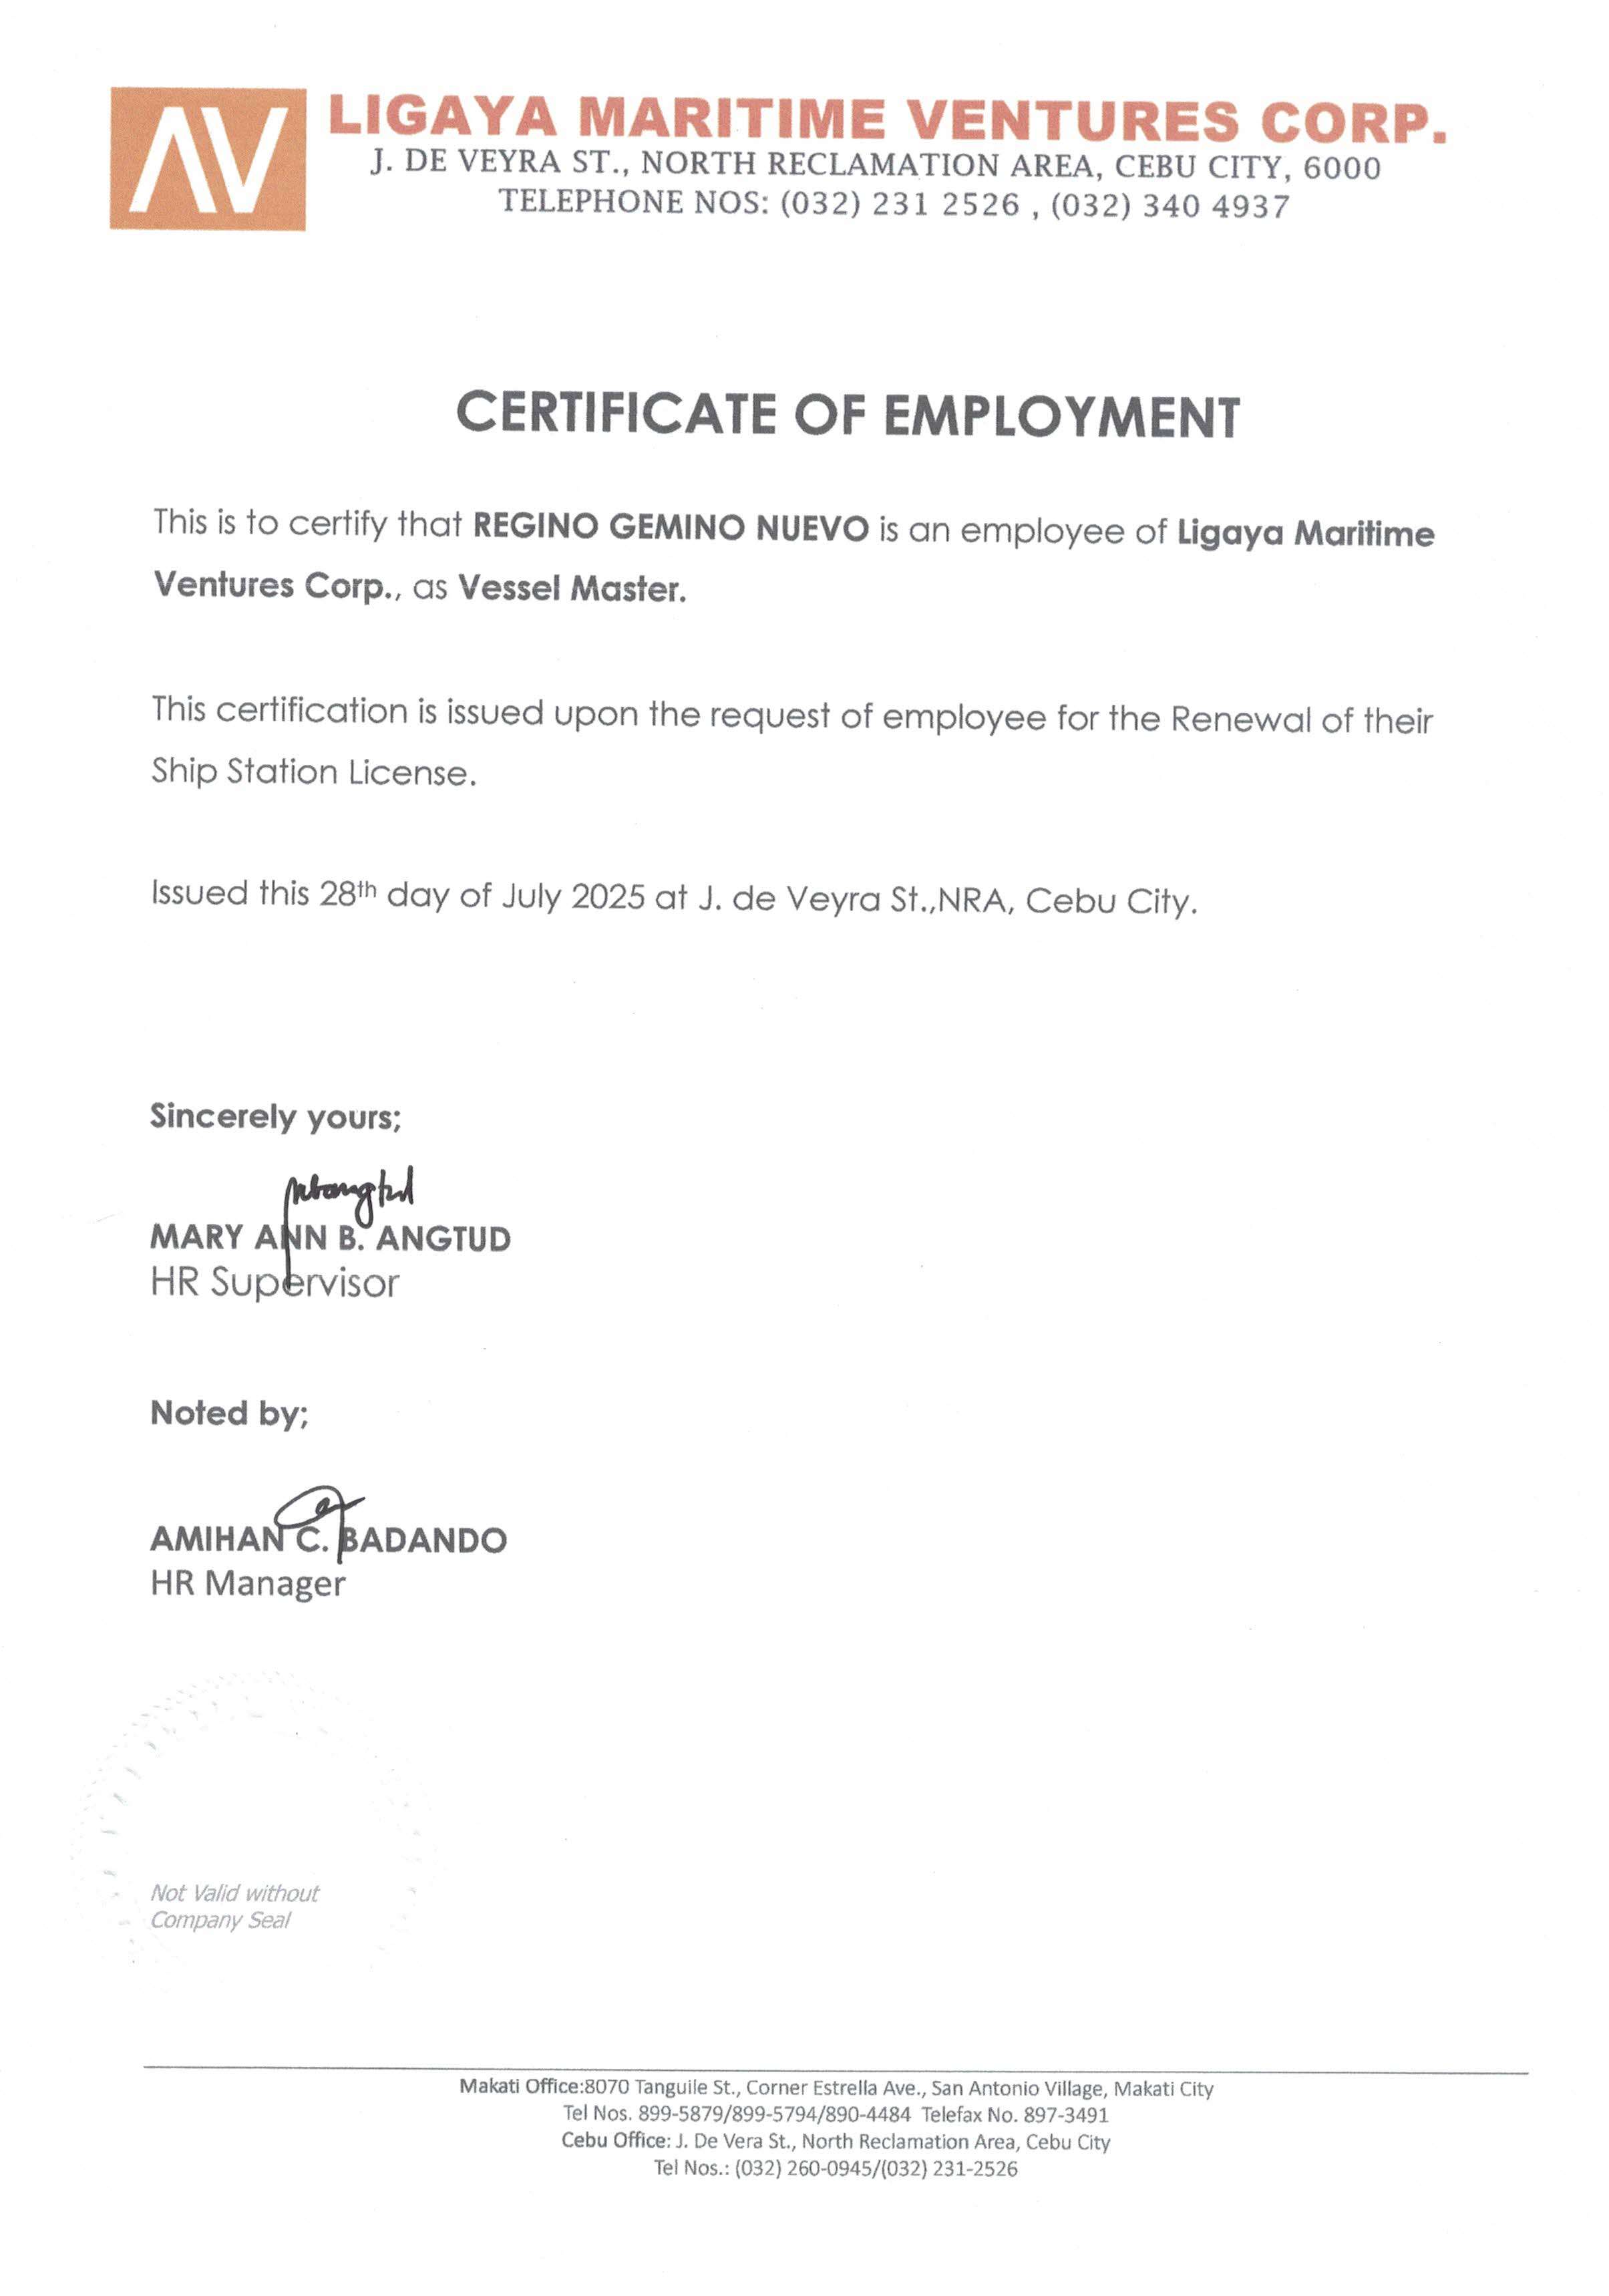 AV
LIGAYA MARITIME VENTURES CORP.
J. DE VEYRA ST., NORTH RECLAMATION AREA, CEBU CITY, 6000
TELEPHONE NOS: (032) 231 2526 , (032) 340 4937
CERTIFICATE OF EMPLOYMENT
This is to certify that REGINO GEMINO NUEVO is an employee of Ligaya Maritime
Ventures Corp., as Vessel Master.
This certification is issued upon the request of employee for the Renewal of their
Ship Station License.
Issued this 28th day of July 2025 at J. de Veyra St.,NRA, Cebu City.
Sincerely yours;
MARY ANN B. ANGTUD
HR Supervisor
Noted by;
AMIHAN C. BADANDO
HR Manager
Not Valid without
Company Seal
Makati Office:8070 Tanguile St., Corner Estrella Ave., San Antonio Village, Makati City
Tel Nos. 899-5879/899-5794/890-4484 Telefax No. 897-3491
Cebu Office: J. De Vera St., North Reclamation Area, Cebu City
Tel Nos.: (032) 260-0945/(032) 231-2526